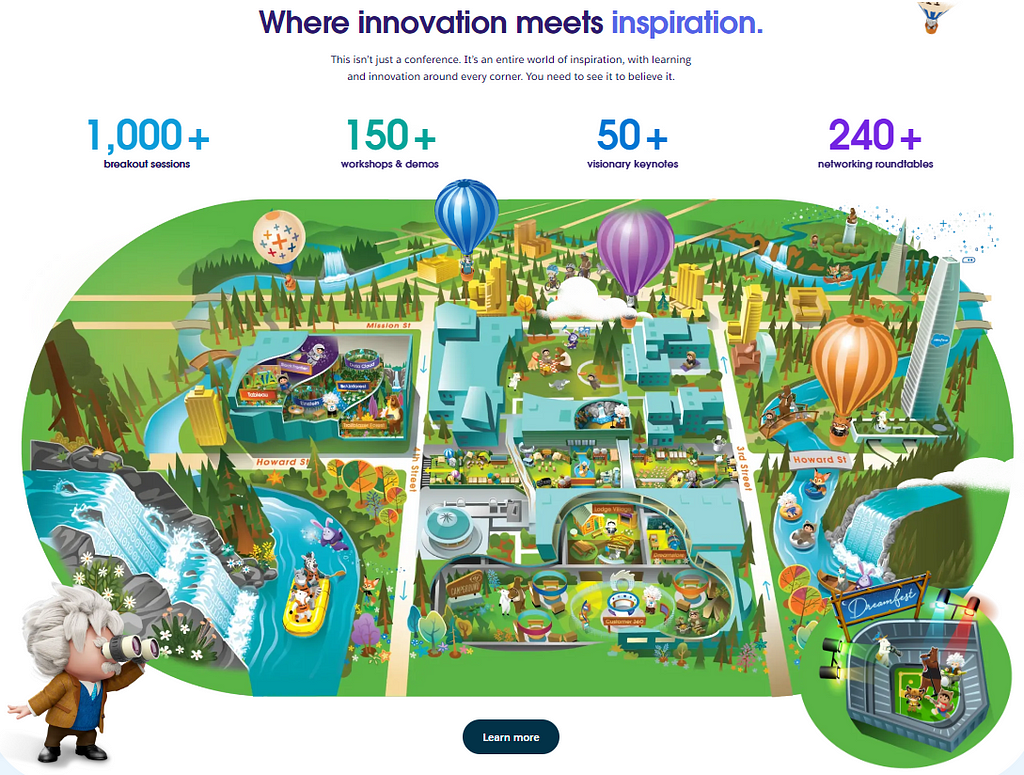 Where innovation meets inspiration.
This isn't just a conference. It's an entire world of inspiration, with learning
and innovation around every corner. You need to see it to believe it.
1,000+
breakout sessions
150+
workshops & demos
50+
visionary keynotes
240+
networking roundtables
Mission St
Tableau
Einstein
Trailblazer Forest
Howard St
4th Street
3rd Street
Howard St
Lodge Village
CAMPGROUND
Customer 360
Dreamfest
Learn more